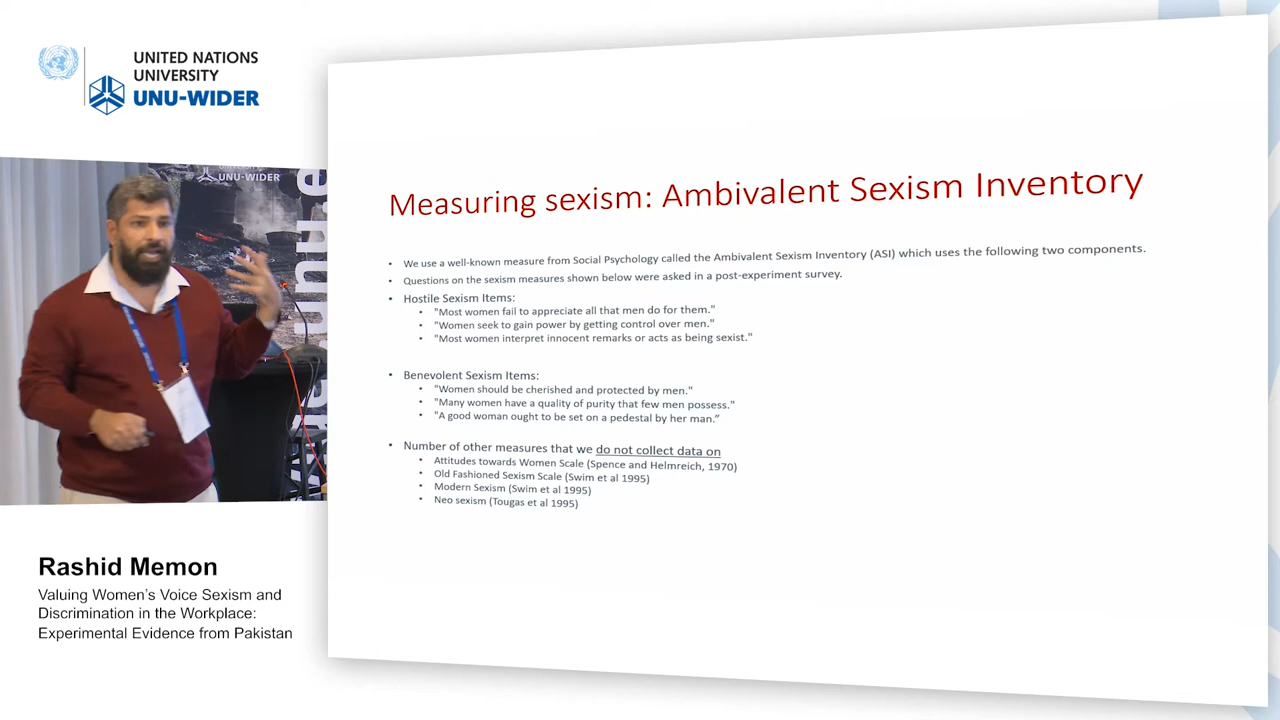 UNITED NATIONS
UNIVERSITY
UNU-WIDER
UNU-WIDER
Rashid Memon
Valuing Women's Voice Sexism and
Discrimination in the Workplace:
Experimental Evidence from Pakistan
Measuring sexism: Ambivalent Sexism Inventory
• We use a well-known measure from Social Psychology called the Ambivalent Sexism Inventory (ASI) which uses the following two components.
• Questions on the sexism measures shown below were asked in a post-experiment survey.
• Hostile Sexism Items:
• "Most women fail to appreciate all that men do for them."
• "Women seek to gain power by getting control over men."
• "Most women interpret innocent remarks or acts as being sexist."
• Benevolent Sexism Items:
• "Women should be cherished and protected by men."
• "Many women have a quality of purity that few men possess."
• "A good woman ought to be set on a pedestal by her man."
• Number of other measures that we do not collect data on
• Attitudes towards Women Scale (Spence and Helmreich, 1970)
• Old Fashioned Sexism Scale (Swim et al 1995)
• Modern Sexism (Swim et al 1995)
• Neo sexism (Tougas et al 1995)